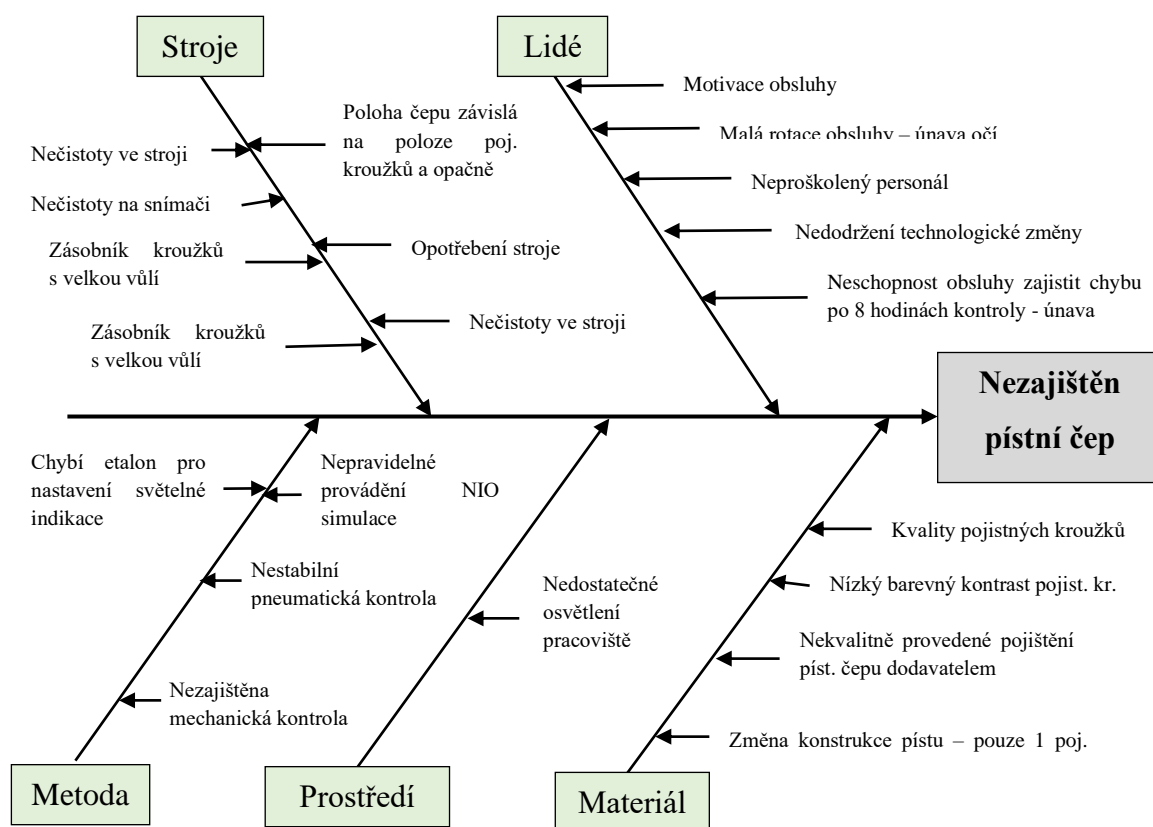 Stroje
Lidé
Poloha čepu závislá
na poloze poj.
kroužků a opačně
Nečistoty ve stroji
Nečistoty na snímači
Zásobník kroužků
s velkou vůlí
Opotřebení stroje
Nečistoty ve stroji
Zásobník kroužků
s velkou vůlí
Motivace obsluhy
Malá rotace obsluhy – únava očí
Neproškolený personál
Nedodržení technologické změny
Neschopnost obsluhy zajistit chybu
po 8 hodinách kontroly - únava
Nezajištěn
pístní čep
Chybí etalon pro
nastavení světelné
indikace
Nepravidelné
provádění NIO
simulace
Nestabilní
pneumatická kontrola
Nezajištěna
mechanická kontrola
Nedostatečné
osvětlení
pracoviště
Kvality pojistných kroužků
Nízký barevný kontrast pojist. kr.
Nekvalitně provedené pojištění
píst. čepu dodavatelem
Změna konstrukce pístu – pouze 1 poj.
Metoda
Prostředí
Materiál